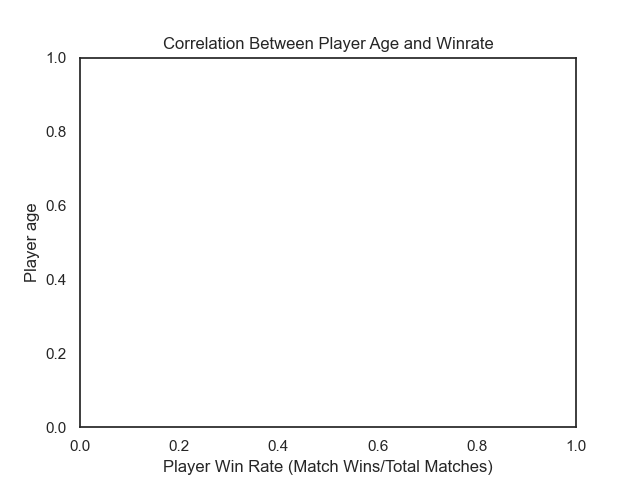 Correlation Between Player Age and Winrate
1.0
0.8
0.6
0.4
0.2
0.0
Player age
0.0 0.2 0.4 0.6 0.8 1.0
Player Win Rate (Match Wins/Total Matches)